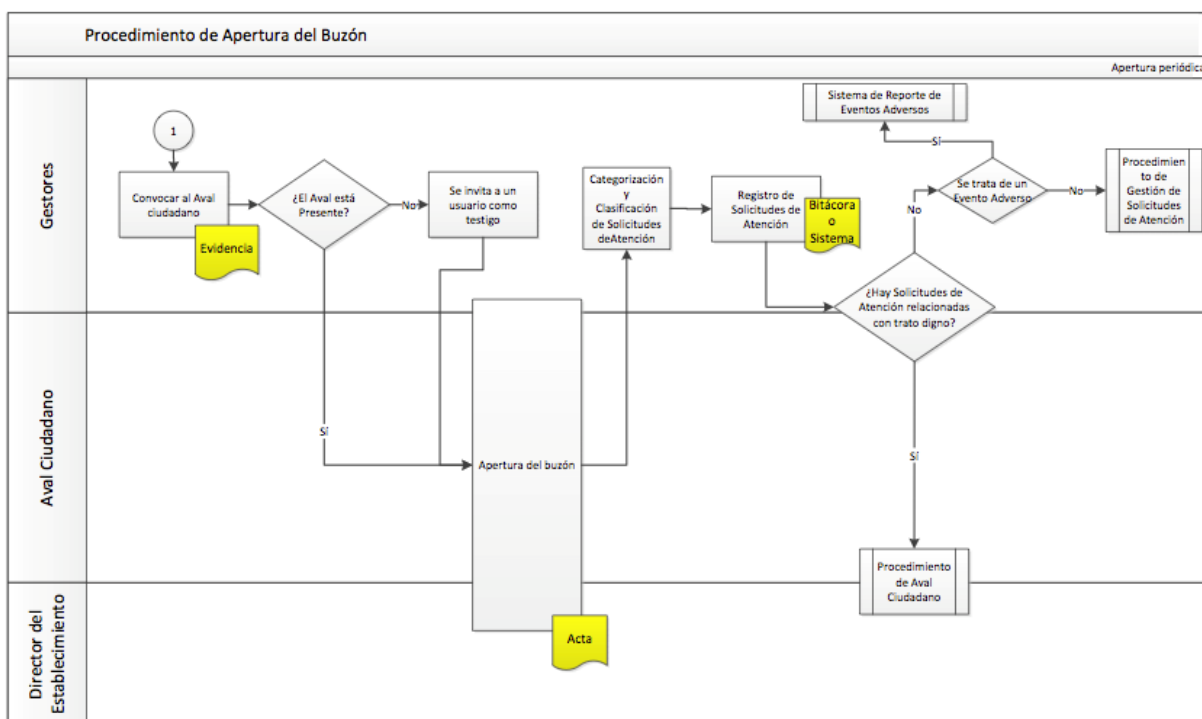 Procedimiento de Apertura del Buzón
Apertura periódica
Gestores
1
Convocar al Aval
ciudadano
Evidencia
¿El Aval está
Presente?
No
Se invita a un
usuario como
testigo
Sí
Categorización
y
Clasificación
de Solicitudes
deAtención
Registro de
Solicitudes de
Atención
Bitácora
o
Sistema
Sistema de Reporte de
Eventos Adversos
Sí
Se trata de un
Evento Adverso
No
Procedimien
to de
Gestión de
Solicitudes
de Atención
No
¿Hay Solicitudes de
Atención relacionadas
con trato digno?
Sí
Aval Ciudadano
Apertura del buzón
Procedimiento
de Aval
Ciudadano
Director del
Establecimiento
Acta